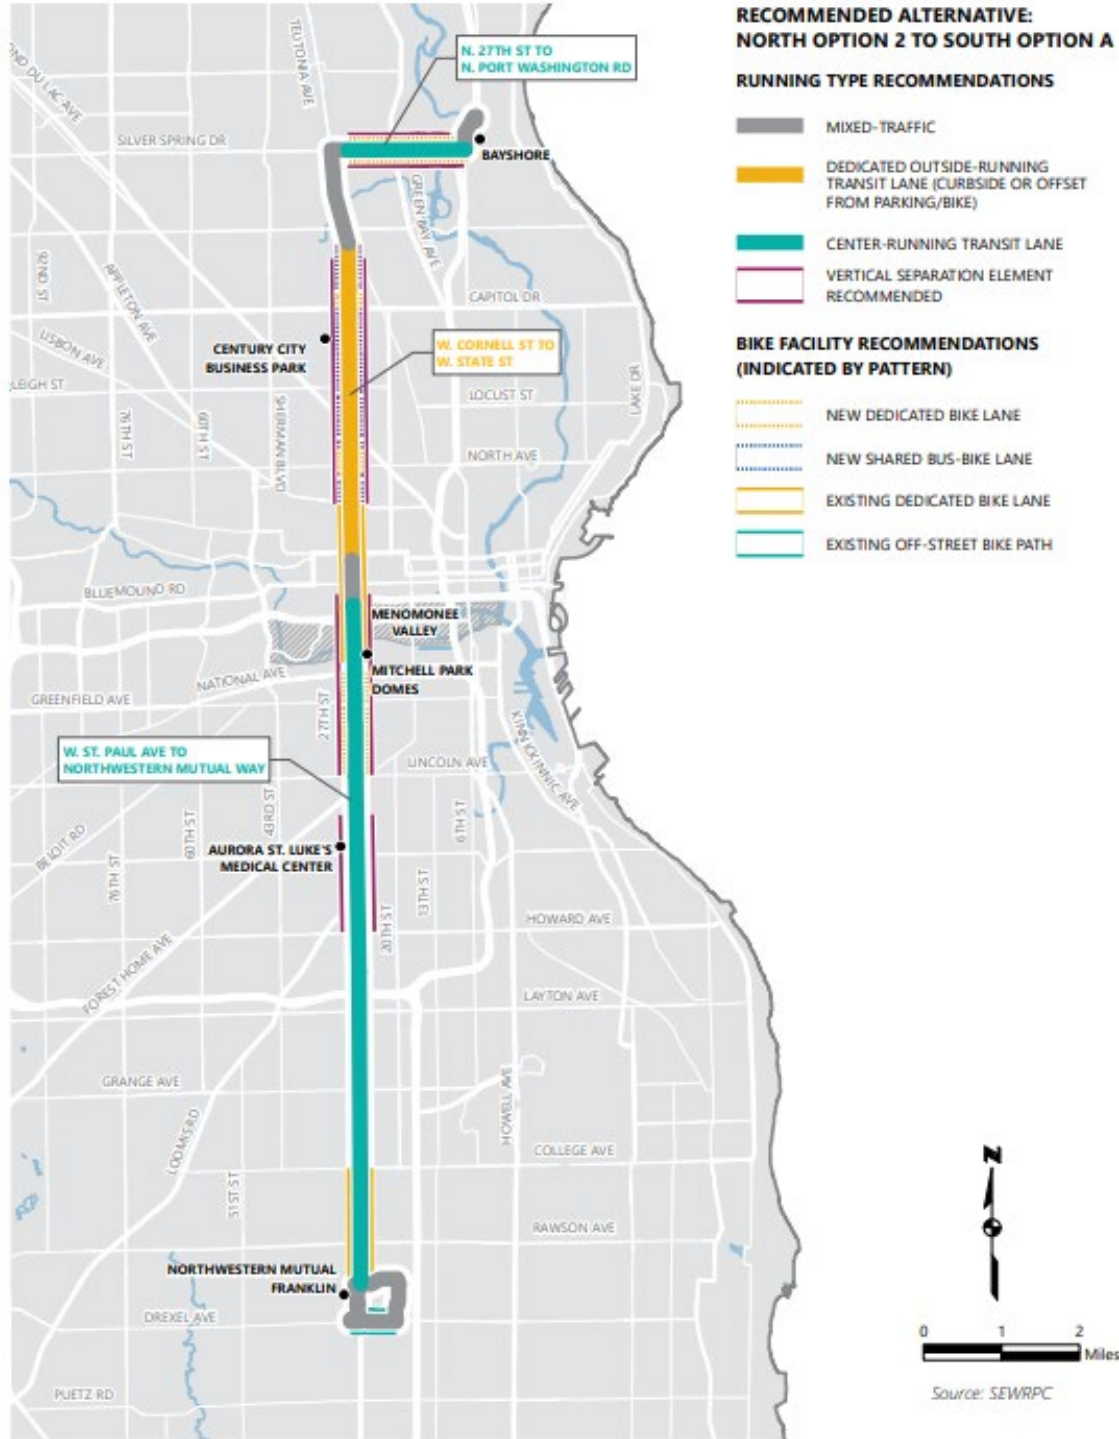 RECOMMENDED ALTERNATIVE:
NORTH OPTION 2 TO SOUTH OPTION A
RUNNING TYPE RECOMMENDATIONS
MIXED-TRAFFIC
DEDICATED OUTSIDE-RUNNING
TRANSIT LANE (CURBSIDE OR OFFSET
FROM PARKING/BIKE)
CENTER-RUNNING TRANSIT LANE
VERTICAL SEPARATION ELEMENT
RECOMMENDED
BIKE FACILITY RECOMMENDATIONS
(INDICATED BY PATTERN)
NEW DEDICATED BIKE LANE
NEW SHARED BUS-BIKE LANE
EXISTING DEDICATED BIKE LANE
EXISTING OFF-STREET BIKE PATH
N. 27TH ST TO
N. PORT WASHINGTON RD
TEUTONIA AVE
OND DU LAC AVE
SILVER SPRING DR
BAYSHORE
GREEN BAY AVE
92ND ST
APPLETON AVE
CAPITOL DR
LISBON AVE
CENTURY CITY
BUSINESS PARK
W. CORNELL ST TO
W. STATE ST
LEIGH ST
LOCUST ST
LAKE DR
76TH ST
60TH ST
SHERMAN BLVD
NORTH AVE
BLUEMOUND RD
MENOMONEE
VALLEY
MITCHELL PARK
DOMES
NATIONAL AVE
GREENFIELD AVE
27TH ST
KINNICKINNIC AVE
W. ST. PAUL AVE TO
NORTHWESTERN MUTUAL WAY
LINCOLN AVE
43RD ST
60TH ST
6TH ST
BELOIT RD
76TH ST
AURORA ST. LUKE'S
MEDICAL CENTER
13TH ST
20TH ST
HOWARD AVE
FOREST HOME AVE
LAYTON AVE
GRANGE AVE
HOWELL AVE
LOOMIS RD
COLLEGE AVE
51ST ST
RAWSON AVE
NORTHWESTERN MUTUAL
FRANKLIN
DREXEL AVE
PUETZ RD
N
0 1 2
Miles
Source: SEWRPC